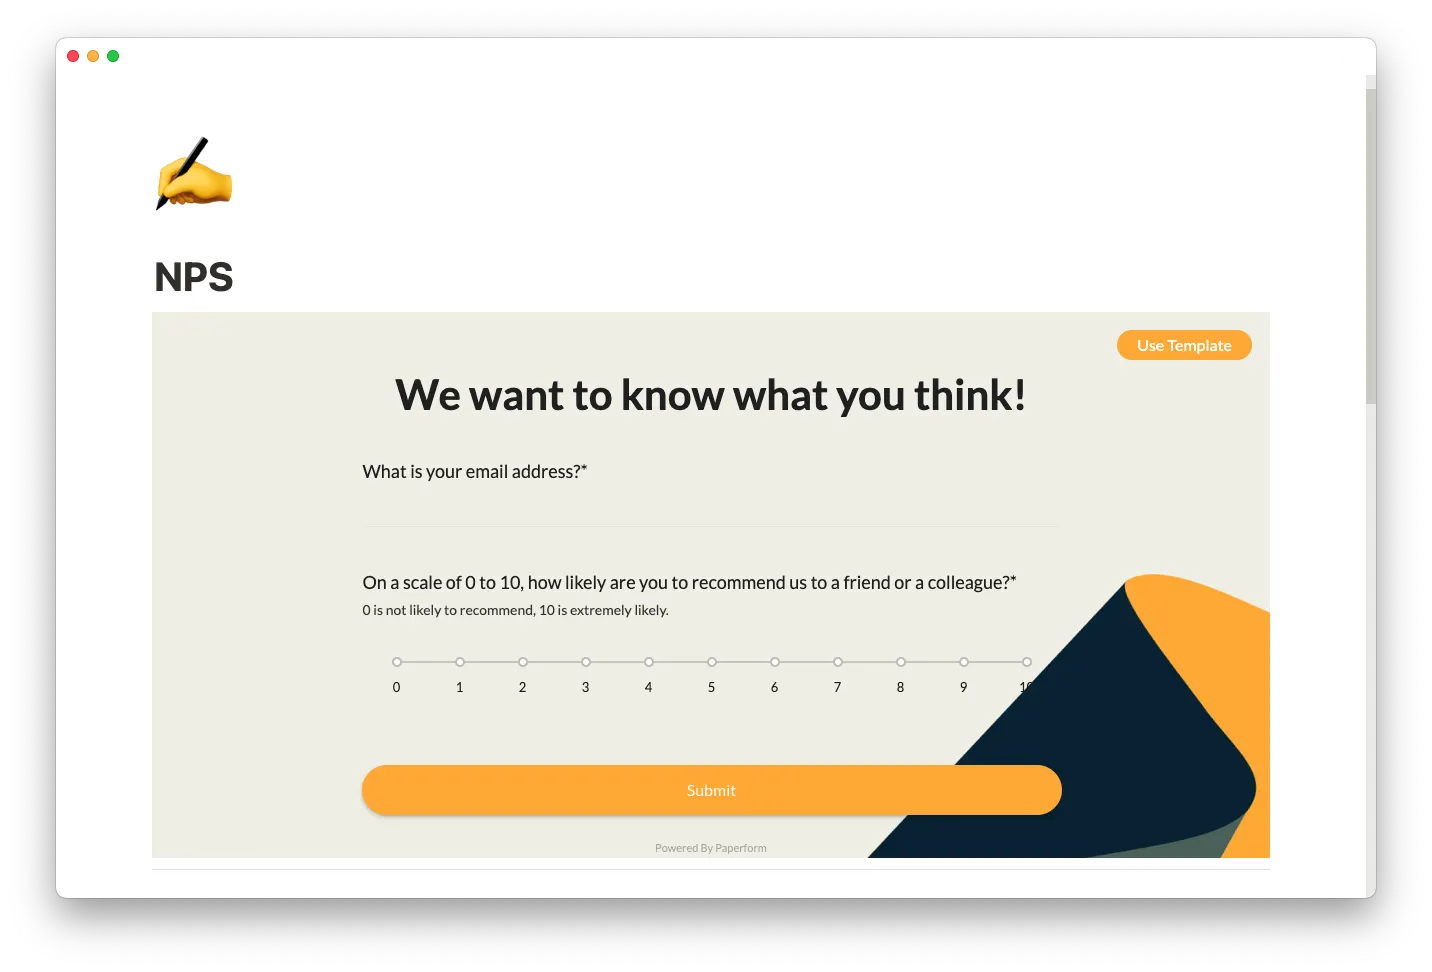 NPS
Use Template
We want to know what you think!
What is your email address?*
On a scale of 0 to 10, how likely are you to recommend us to a friend or a colleague?*
0 is not likely to recommend, 10 is extremely likely.
0 1 2 3 4 5 6 7 8 9 10
Submit
Powered By Paperform